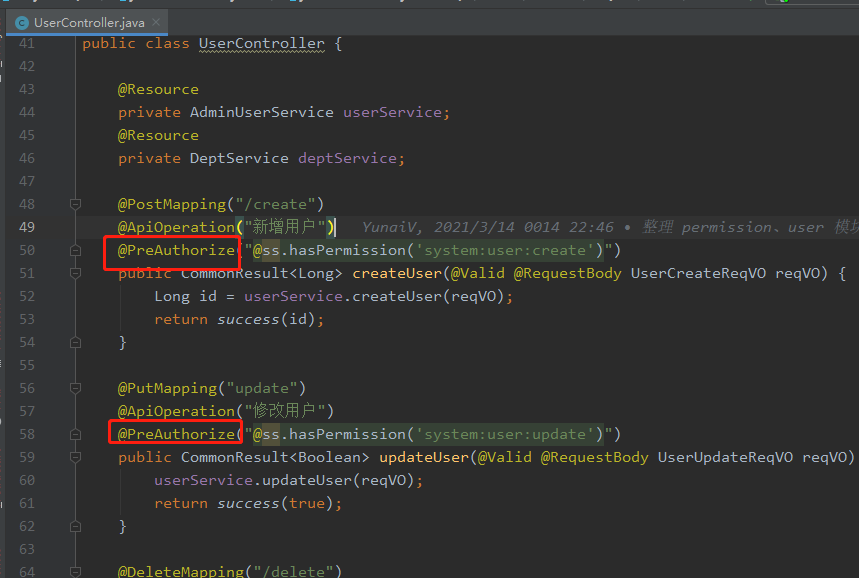 UserController.java
41 public class UserController {
42
43 @Resource
44 private AdminUserService userService;
45 @Resource
46 private DeptService deptService;
47
48 @PostMapping("/create")
49 @ApiOperation("新增用户") YunaiV, 2021/3/14 0014 22:46 • 整理 permission、user 模块
50 @PreAuthorize("@ss.hasPermission('system:user:create')")
51 public CommonResult<Long> createUser(@Valid @RequestBody UserCreateReqVO reqVO) {
52 Long id = userService.createUser(reqVO);
53 return success(id);
54 }
55
56 @PutMapping("update")
57 @ApiOperation("修改用户")
58 @PreAuthorize("@ss.hasPermission('system:user:update')")
59 public CommonResult<Boolean> updateUser(@Valid @RequestBody UserUpdateReqVO reqVO)
60 userService.updateUser(reqVO);
61 return success(true);
62 }
63
64 @DeleteMapping("/delete")